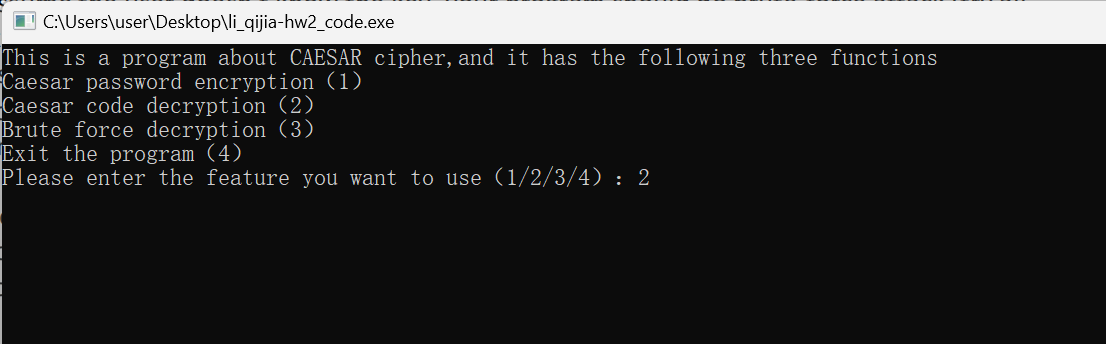 C:\Users\user\Desktop\li_qijia-hw2_code.exe
This is a program about CAESAR cipher,and it has the following three functions
Caesar password encryption (1)
Caesar code decryption (2)
Brute force decryption (3)
Exit the program (4)
Please enter the feature you want to use (1/2/3/4) : 2